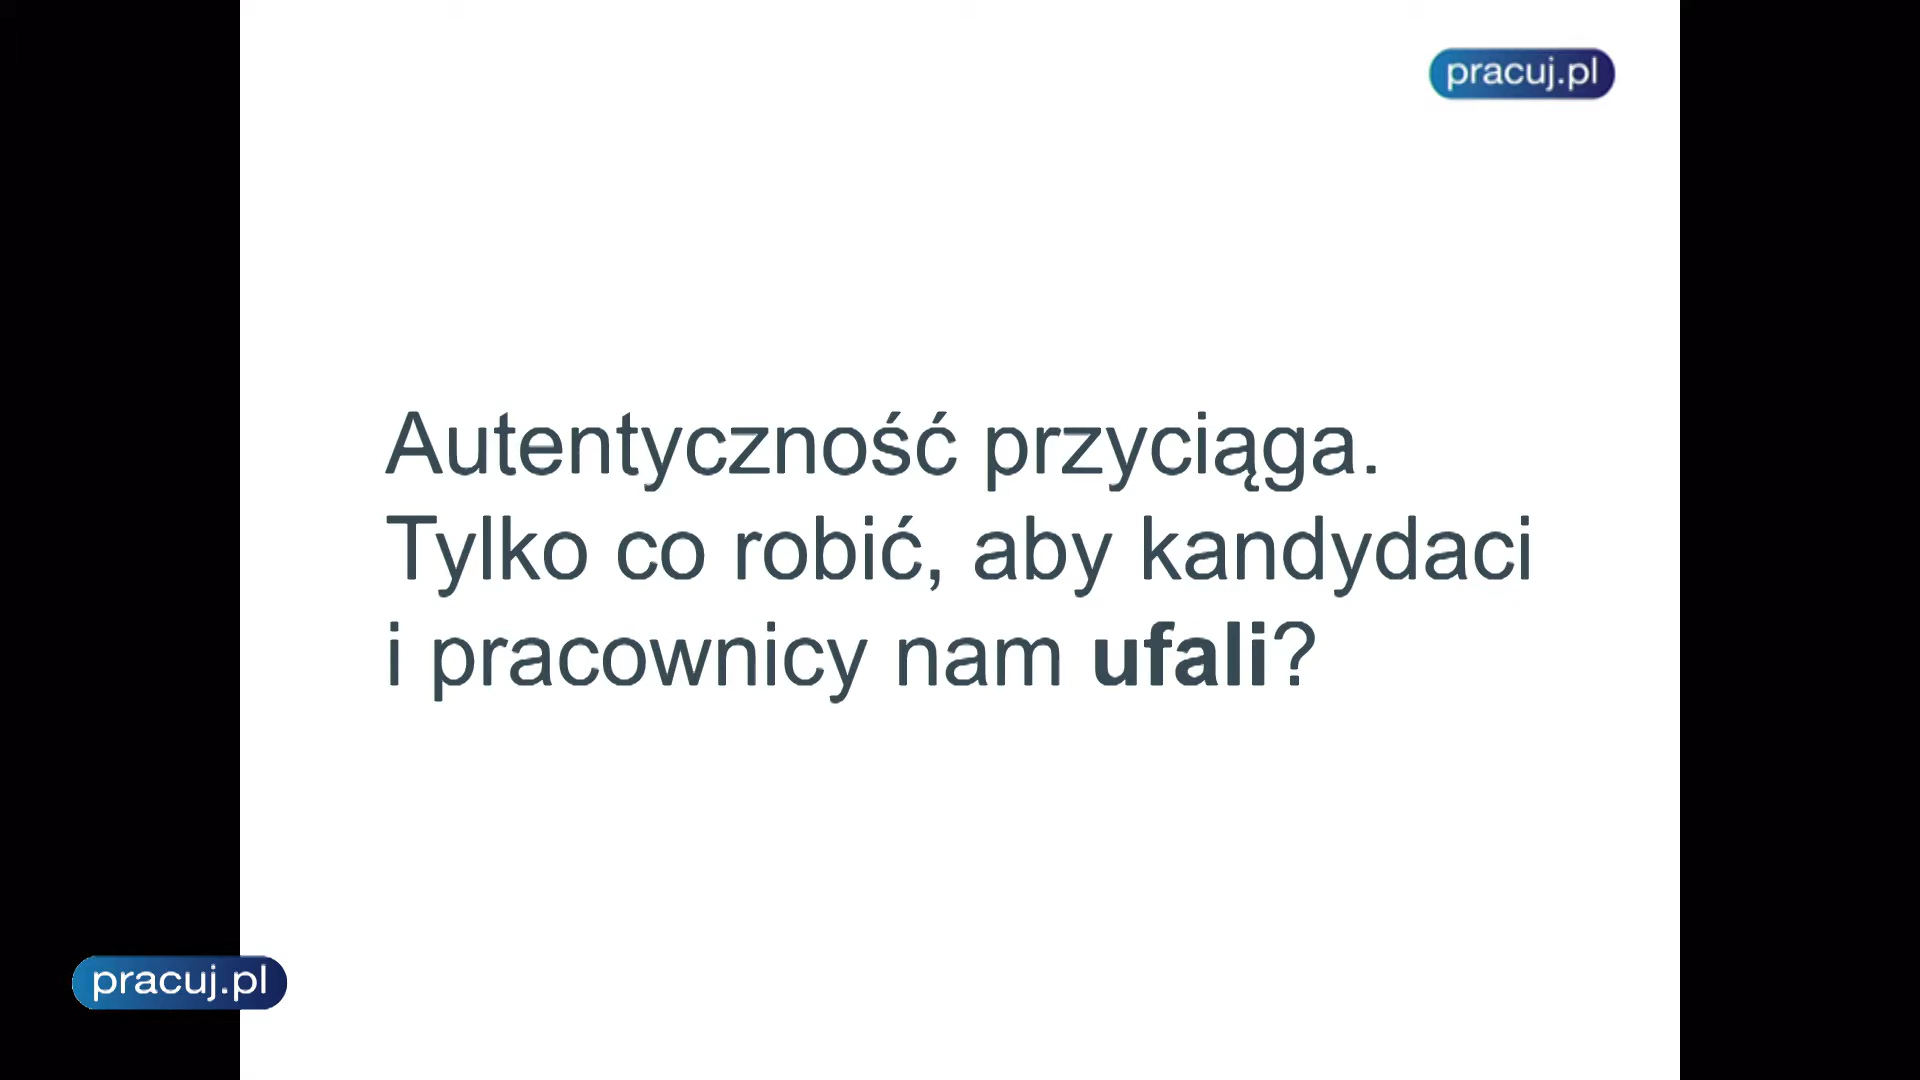 pracuj.pl
Autentyczność przyciąga.
Tylko co robić, aby kandydaci
i pracownicy nam ufali?
pracuj.pl